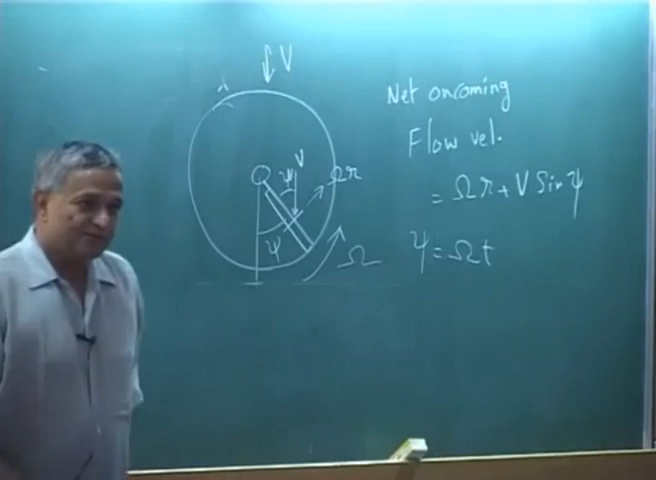 V
Net oncoming
Flow vel.
= Ωr + V Sin ψ
ψ = Ωt
ψ V
Ωr
ψ
Ω